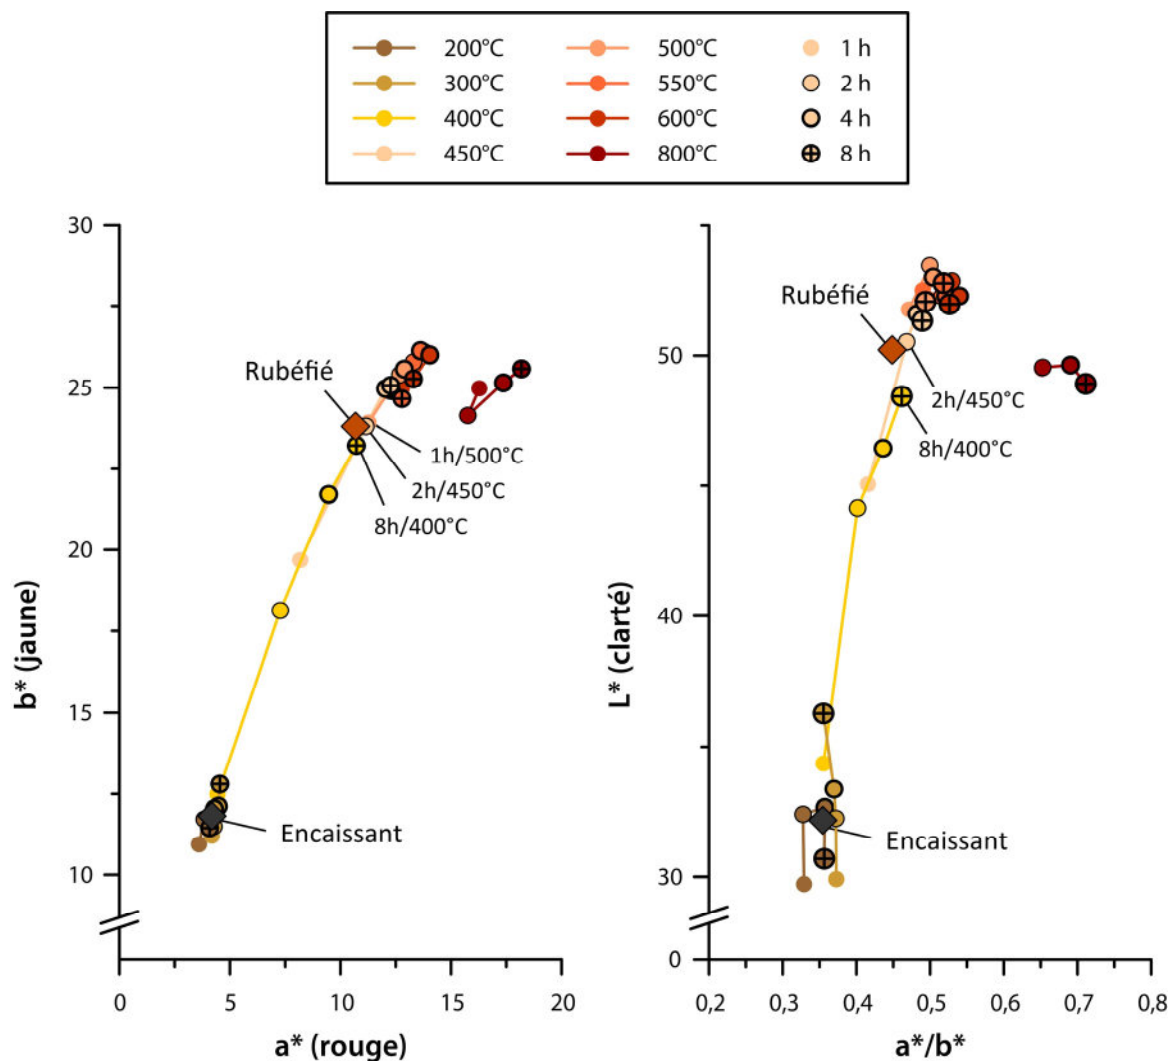 200°C 500°C 1 h
300°C 550°C 2 h
400°C 600°C 4 h
450°C 800°C 8 h
30
25
20
15
10
b* (jaune)
Rubéfié
1h/500°C
2h/450°C
8h/400°C
Encaissant
0 5 10 15 20
a* (rouge)
50
40
30
0
L* (clarté)
Rubéfié
2h/450°C
8h/400°C
Encaissant
0,2 0,3 0,4 0,5 0,6 0,7 0,8
a*/b*